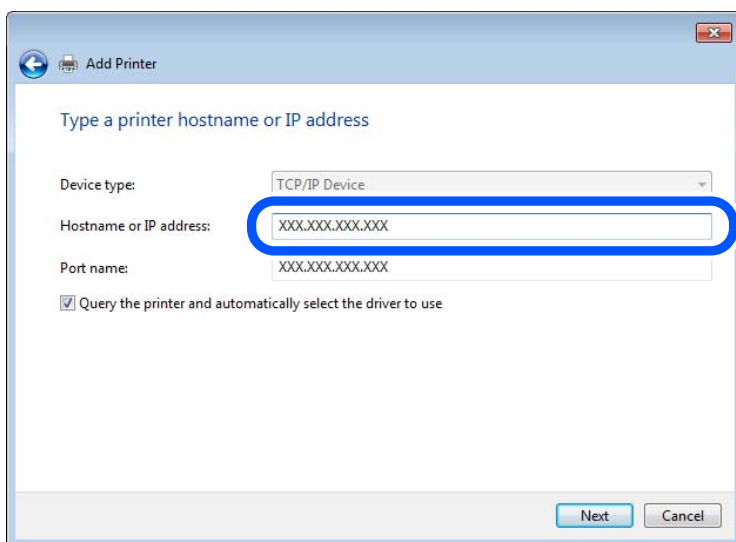 Add Printer
Type a printer hostname or IP address
Device type: TCP/IP Device
Hostname or IP address: XXX.XXX.XXX.XXX
Port name: XXX.XXX.XXX.XXX
Query the printer and automatically select the driver to use
Next Cancel